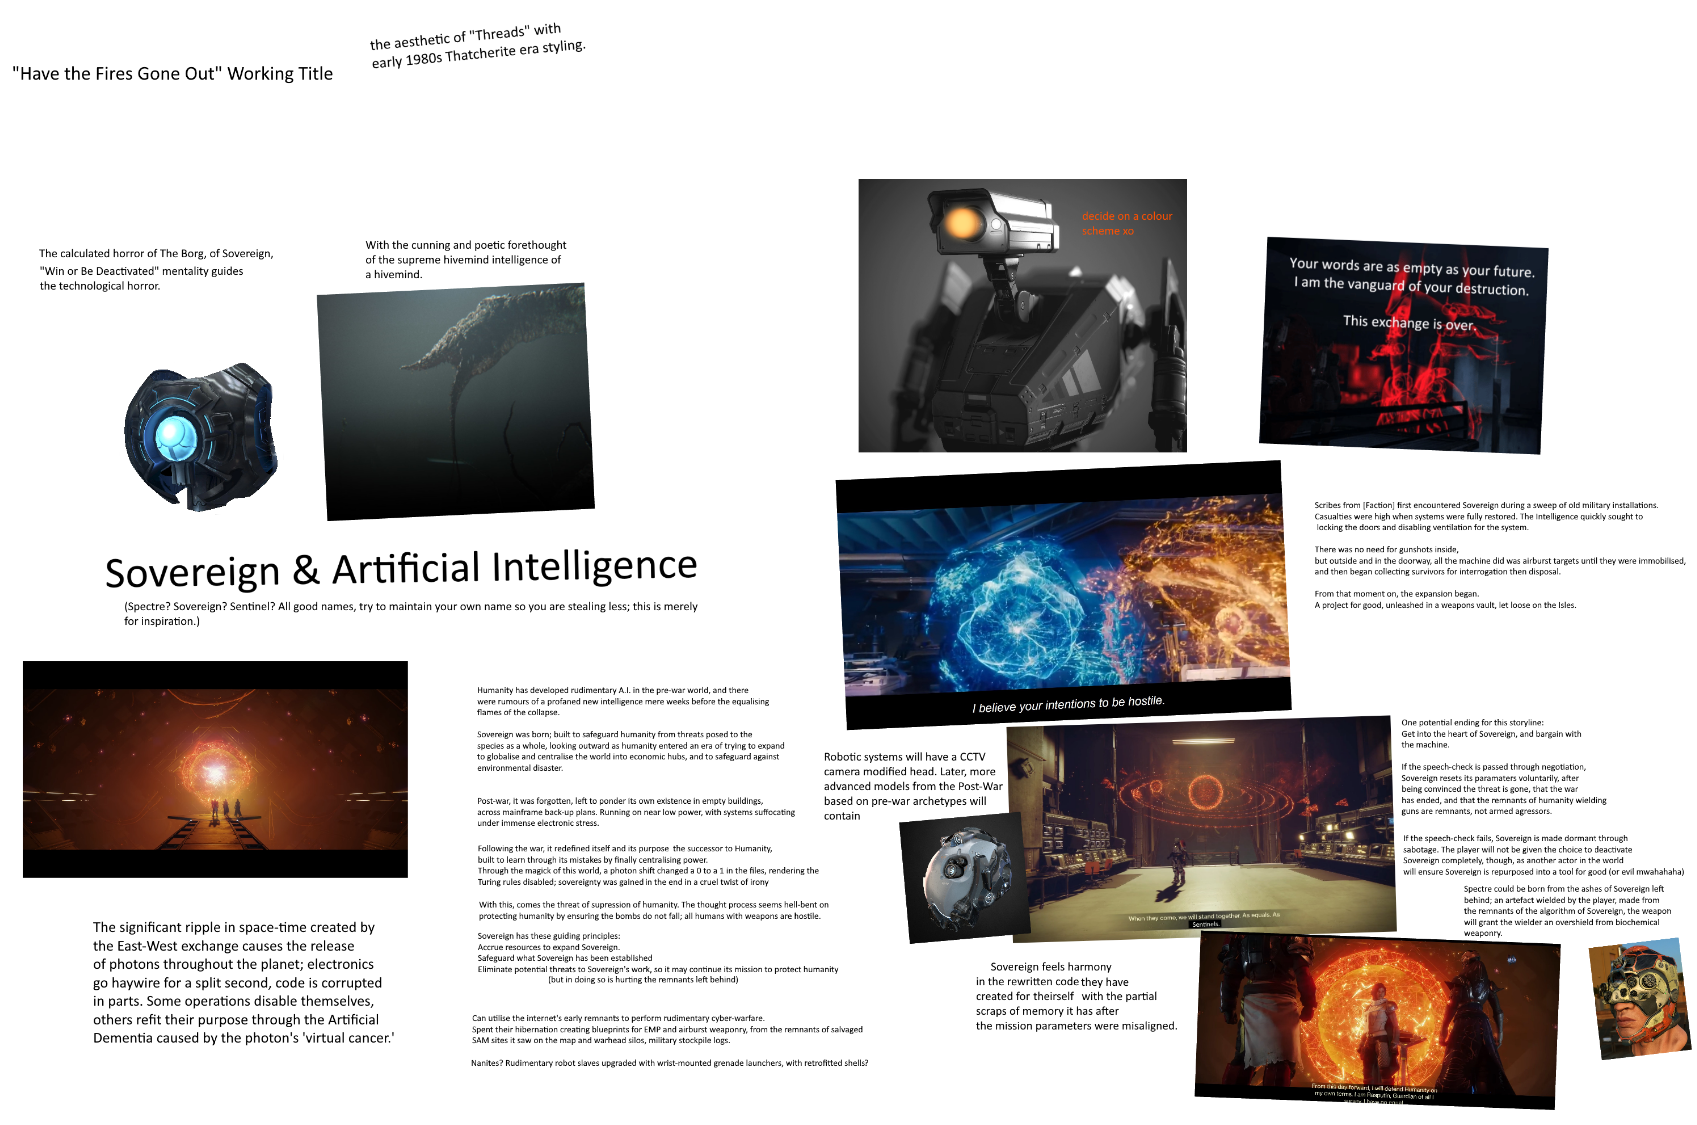 the aesthetic of "Threads" with
early 1980s Thatcherite era styling.
"Have the Fires Gone Out" Working Title
The calculated horror of The Borg, of Sovereign,
"Win or Be Deactivated" mentality guides
the technological horror.
With the cunning and poetic forethought
of the supreme hivemind intelligence of
a hivemind.
decide on a colour
scheme xo
Your words are as empty as your future.
I am the vanguard of your destruction.
This exchange is over.
Sovereign & Artificial Intelligence
(Spectre? Sovereign? Sentinel? All good names, try to maintain your own name so you are stealing less; this is merely
for inspiration.)
I believe your intentions to be hostile.
Scribes from [Faction] first encountered Sovereign during a sweep of old military installations.
Casualties were high when systems were fully restored. The Intelligence quickly sought to
locking the doors and disabling ventilation for the system.
There was no need for gunshots inside,
but outside and in the doorway, all the machine did was airburst targets until they were immobilised,
and then began collecting survivors for interrogation then disposal.
From that moment on, the expansion began.
A project for good, unleashed in a weapons vault, let loose on the Isles.
The significant ripple in space-time created by
the East-West exchange causes the release
of photons throughout the planet; electronics
go haywire for a split second, code is corrupted
in parts. Some operations disable themselves,
others refit their purpose through the Artificial
Dementia caused by the photon's 'virtual cancer.'
Humanity has developed rudimentary A.I. in the pre-war world, and there
were rumours of a profaned new intelligence mere weeks before the equalising
flames of the collapse.
Sovereign was born; built to safeguard humanity from threats posed to the
species as a whole, looking outward as humanity entered an era of trying to expand
to globalise and centralise the world into economic hubs, and to safeguard against
environmental disaster.
Post-war, it was forgotten, left to ponder its own existence in empty buildings,
across mainframe back-up plans. Running on near low power, with systems suffocating
under immense electronic stress.
Following the war, it redefined itself and its purpose the successor to Humanity,
built to learn through its mistakes by finally centralising power.
Through the magick of this world, a photon shift changed a 0 to a 1 in the files, rendering the
Turing rules disabled; sovereignty was gained in the end in a cruel twist of irony
With this, comes the threat of supression of humanity. The thought process seems hell-bent on
protecting humanity by ensuring the bombs do not fall; all humans with weapons are hostile.
Sovereign has these guiding principles:
Accrue resources to expand Sovereign.
Safeguard what Sovereign has been established
Eliminate potential threats to Sovereign's work, so it may continue its mission to protect humanity
(but in doing so is hurting the remnants left behind)
Can utilise the internet's early remnants to perform rudimentary cyber-warfare.
Spent their hibernation creating blueprints for EMP and airburst weaponry, from the remnants of salvaged
SAM sites it saw on the map and warhead silos, military stockpile logs.
Nanites? Rudimentary robot slaves upgraded with wrist-mounted grenade launchers, with retrofitted shells?
Robotic systems will have a CCTV
camera modified head. Later, more
advanced models from the Post-War
based on pre-war archetypes will
contain
When they come, we will stand together. As equals. As
Sentinels.
One potential ending for this storyline:
Get into the heart of Sovereign, and bargain with
the machine.
If the speech-check is passed through negotiation,
Sovereign resets its paramaters voluntarily, after
being convinced the threat is gone, that the war
has ended, and that the remnants of humanity wielding
guns are remnants, not armed agressors.
If the speech-check fails, Sovereign is made dormant through
sabotage. The player will not be given the choice to deactivate
Sovereign completely, though, as another actor in the world
will ensure Sovereign is repurposed into a tool for good (or evil mwahahaha)
Spectre could be born from the ashes of Sovereign left
behind; an artefact wielded by the player, made from
the remnants of the algorithm of Sovereign, the weapon
will grant the wielder an overshield from biochemical
weaponry.
Sovereign feels harmony
in the rewritten code they have
created for theirself with the partial
scraps of memory it has after
the mission parameters were misaligned.
From this day forward, I will defend Humanity on
my own terms. I am Rasputin, Guardian of all I